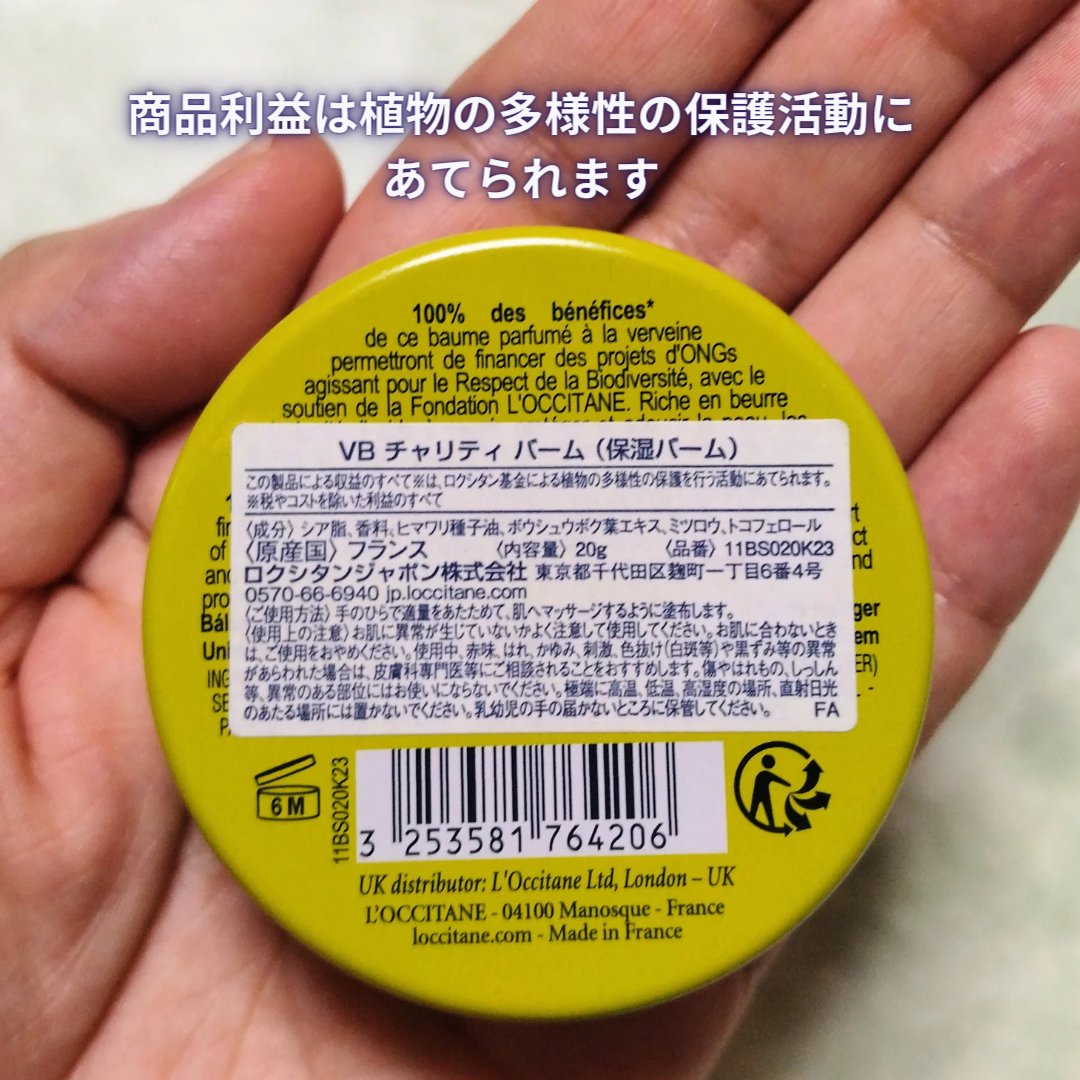 商品利益は植物の多様性の保護活動に
あてられます
100% des bénéfices*
de ce baume parfumé à la verveine
permettront de financer des projets d'ONGs
agissant pour le Respect de la Biodiversité, avec le
soutien de la Fondation L'OCCITANE. Riche en beurre
VB チャリティ バーム（保湿バーム）
この製品による収益のすべて※は、ロクシタン基金による植物の多様性の保護を行う活動にあてられます。
※税やコストを除いた利益のすべて
〈成分〉シア脂、香料、ヒマワリ種子油、ボウシュウボク葉エキス、ミツロウ、トコフェロール
〈原産国〉フランス 〈内容量〉20g 〈品番〉11BS020K23
ロクシタンジャポン株式会社 東京都千代田区麹町一丁目6番4号
0570-66-6940 jp.loccitane.com
〈ご使用方法〉手のひらで適量をあたためて、肌へマッサージするように塗布します。
〈使用上の注意〉お肌に異常が生じていないかよく注意して使用してください。お肌に合わないとき
は、ご使用をおやめください。使用中、赤味、はれ、かゆみ、刺激、色抜け(白斑等)や黒ずみ等の異常
があらわれた場合は、皮膚科専門医等にご相談されることをおすすめします。傷やはれもの、しっしん
等、異常のある部位にはお使いにならないでください。極端に高温、低温、高湿度の場所、直射日光
のあたる場所には置かないでください。乳幼児の手の届かないところに保管してください。 FA
6 M
11BS020K23
3 253581 764206
UK distributor: L'Occitane Ltd, London – UK
L'OCCITANE - 04100 Manosque - France
loccitane.com - Made in France